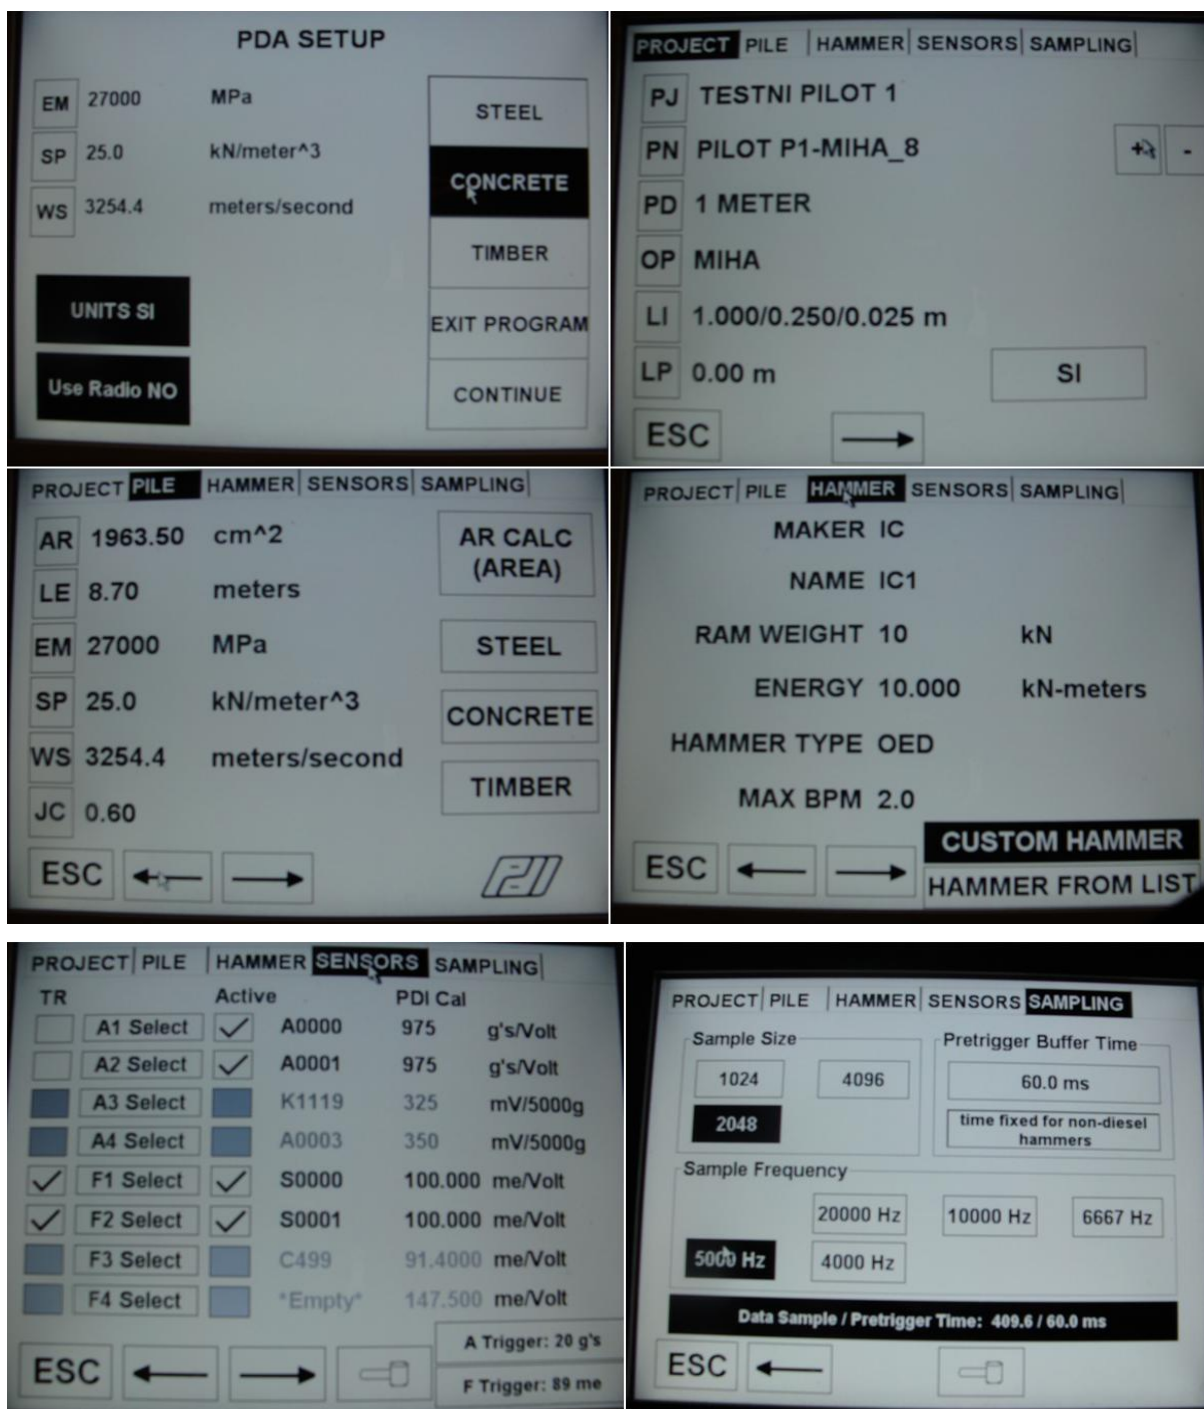 PDA SETUP
EM 27000 MPa
SP 25.0 kN/meter^3
WS 3254.4 meters/second
UNITS SI
Use Radio NO
STEEL
CONCRETE
TIMBER
EXIT PROGRAM
CONTINUE
PROJECT PILE HAMMER SENSORS SAMPLING
PJ TESTNI PILOT 1
PN PILOT P1-MIHA_8 + -
PD 1 METER
OP MIHA
LI 1.000/0.250/0.025 m
LP 0.00 m SI
ESC
PROJECT PILE HAMMER SENSORS SAMPLING
AR 1963.50 cm^2
LE 8.70 meters
EM 27000 MPa
SP 25.0 kN/meter^3
WS 3254.4 meters/second
JC 0.60
AR CALC
(AREA)
STEEL
CONCRETE
TIMBER
ESC
PDI
PROJECT PILE HAMMER SENSORS SAMPLING
MAKER IC
NAME IC1
RAM WEIGHT 10 kN
ENERGY 10.000 kN-meters
HAMMER TYPE OED
MAX BPM 2.0
CUSTOM HAMMER
HAMMER FROM LIST
ESC
PROJECT PILE HAMMER SENSORS SAMPLING
TR Active PDI Cal
A1 Select A0000 975 g's/Volt
A2 Select A0001 975 g's/Volt
A3 Select K1119 325 mV/5000g
A4 Select A0003 350 mV/5000g
F1 Select S0000 100.000 me/Volt
F2 Select S0001 100.000 me/Volt
F3 Select C499 91.4000 me/Volt
F4 Select *Empty* 147.500 me/Volt
A Trigger: 20 g's
F Trigger: 89 me
ESC
PROJECT PILE HAMMER SENSORS SAMPLING
Sample Size
1024 4096
2048
Pretrigger Buffer Time
60.0 ms
time fixed for non-diesel
hammers
Sample Frequency
20000 Hz 10000 Hz 6667 Hz
5000 Hz 4000 Hz
Data Sample / Pretrigger Time: 409.6 / 60.0 ms
ESC